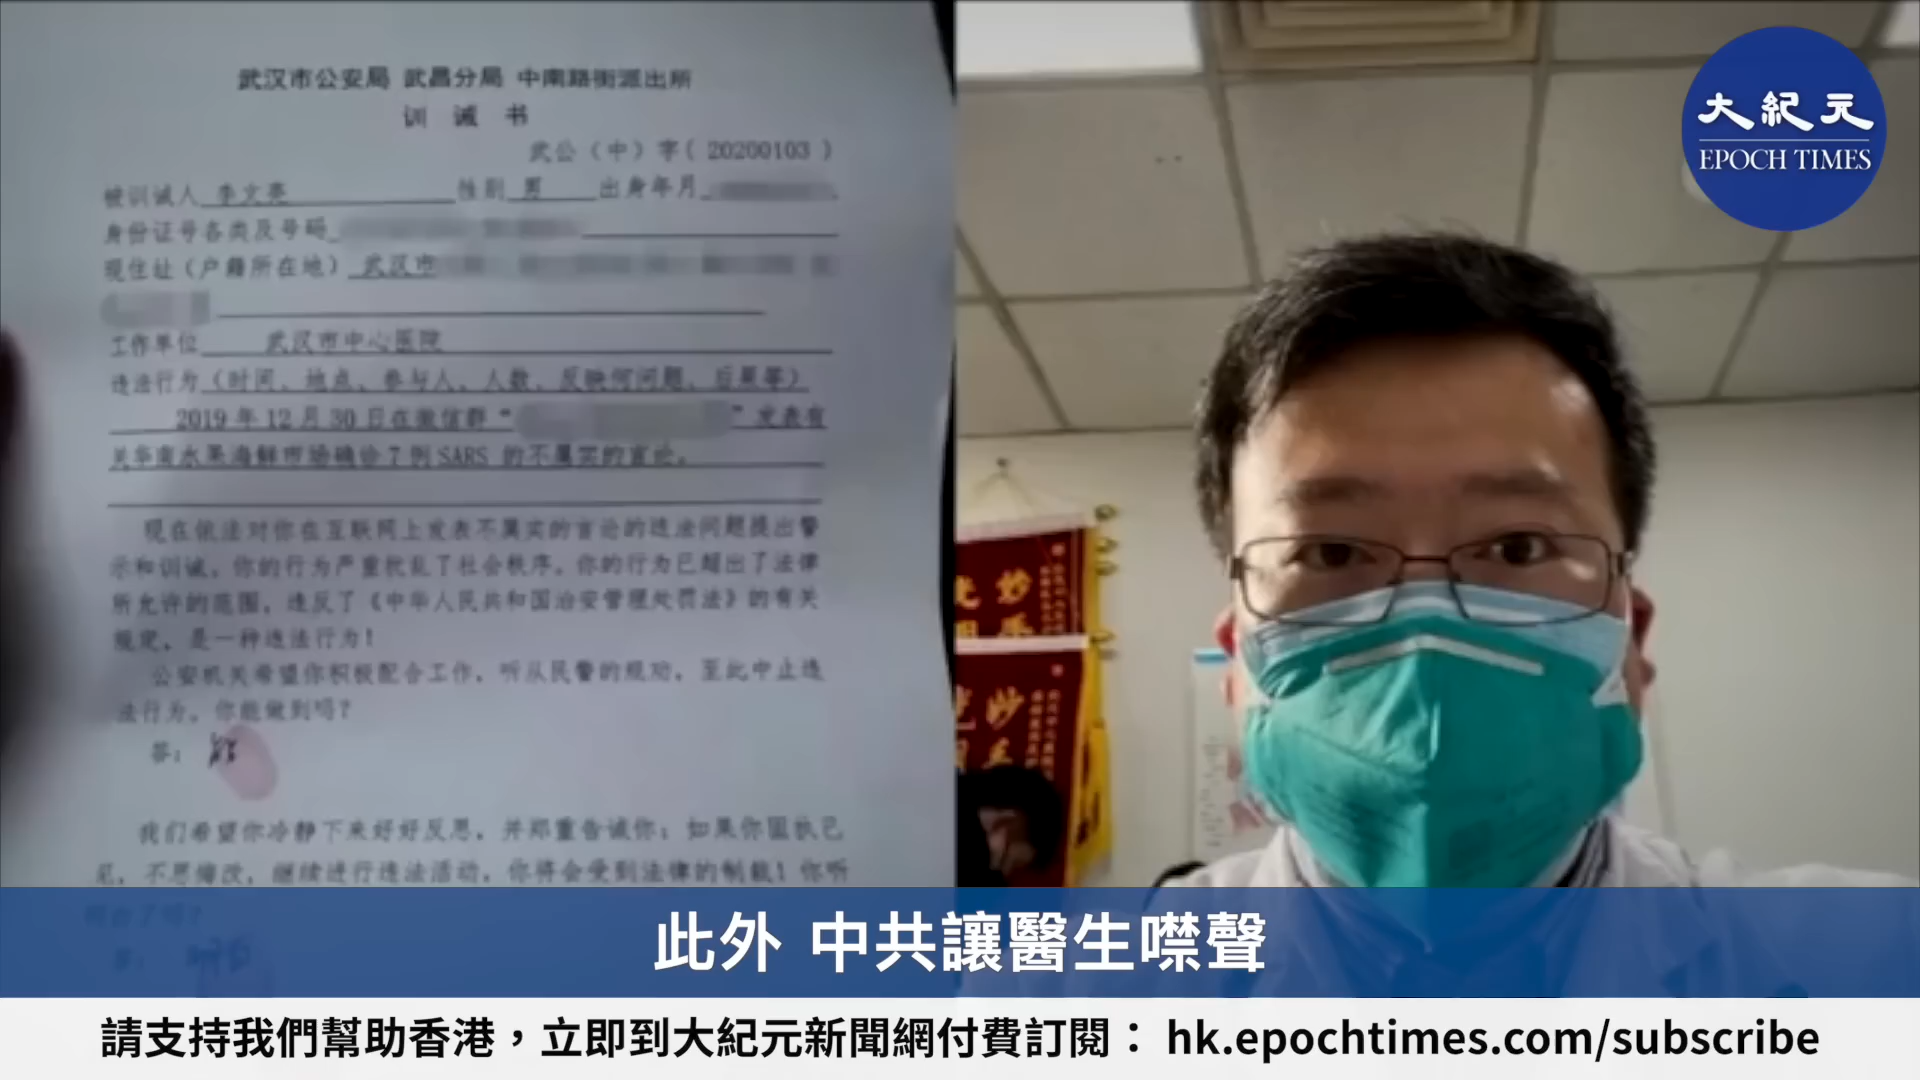 武汉市公安局 武昌分局 中南路街派出所
训 诫 书
武公（中）字（20200103）
被训诫人 李文亮 性别 男 出身年月
身份证号各类及号码
现住址（户籍所在地） 武汉市
工作单位 武汉市中心医院
违法行为（时间、地点、参与人、人数、反映何问题、后果等）
2019年12月30日在微信群“ ”发表有
关华南水果海鲜市场确诊7例SARS的不属实的言论。
现在依法对你在互联网上发表不属实的言论的违法问题提出警
示和训诫。你的行为严重扰乱了社会秩序。你的行为已超出了法律
所允许的范围，违反了《中华人民共和国治安管理处罚法》的有关
规定，是一种违法行为！
公安机关希望你积极配合工作，听从民警的规劝，至此中止违
法行为。你能做到吗？
答：能
我们希望你冷静下来好好反思，并郑重告诫你：如果你固执己
见，不思悔改，继续进行违法活动，你将会受到法律的制裁！你听
明白了吗？
答：明白
大紀元
EPOCH TIMES
此外 中共讓醫生噤聲
請支持我們幫助香港，立即到大紀元新聞網付費訂閱： hk.epochtimes.com/subscribe